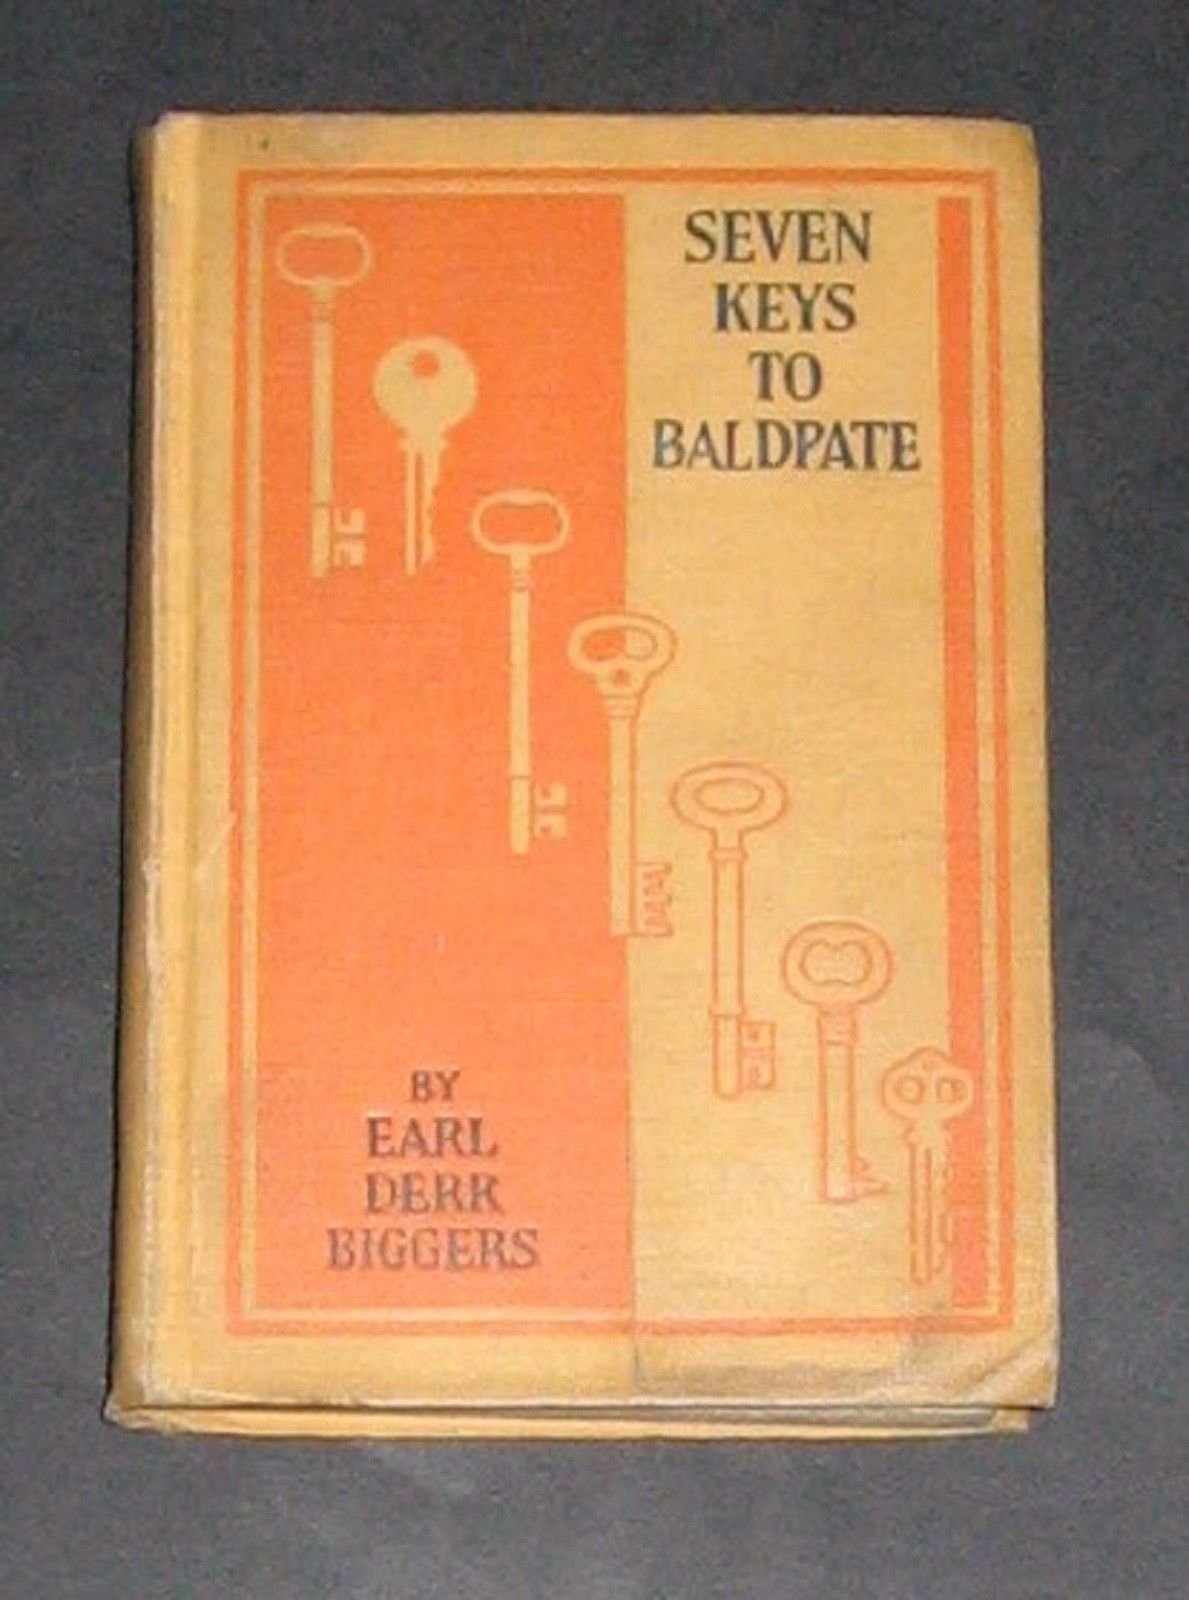 SEVEN
KEYS
TO
BALDPATE
BY
EARL
DERR
BIGGERS